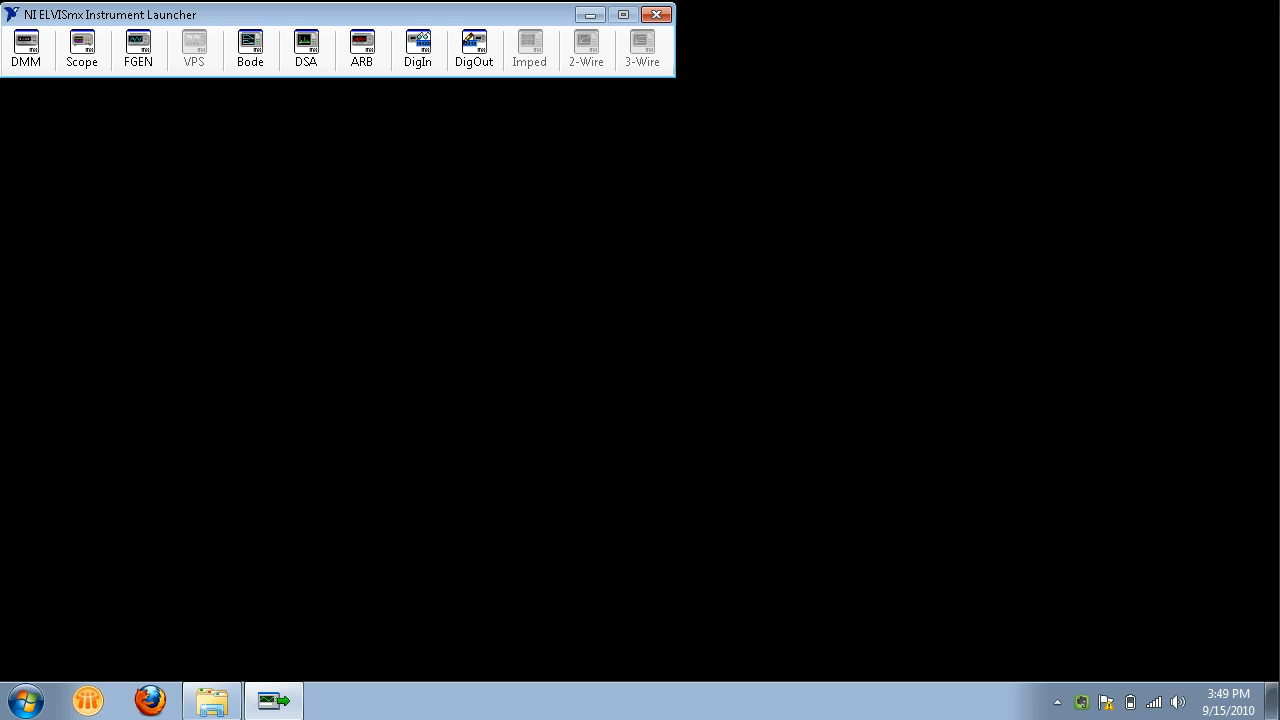 NI ELVISmx Instrument Launcher
DMM Scope FGEN VPS Bode DSA ARB DigIn DigOut Imped 2-Wire 3-Wire
3:49 PM
9/15/2010